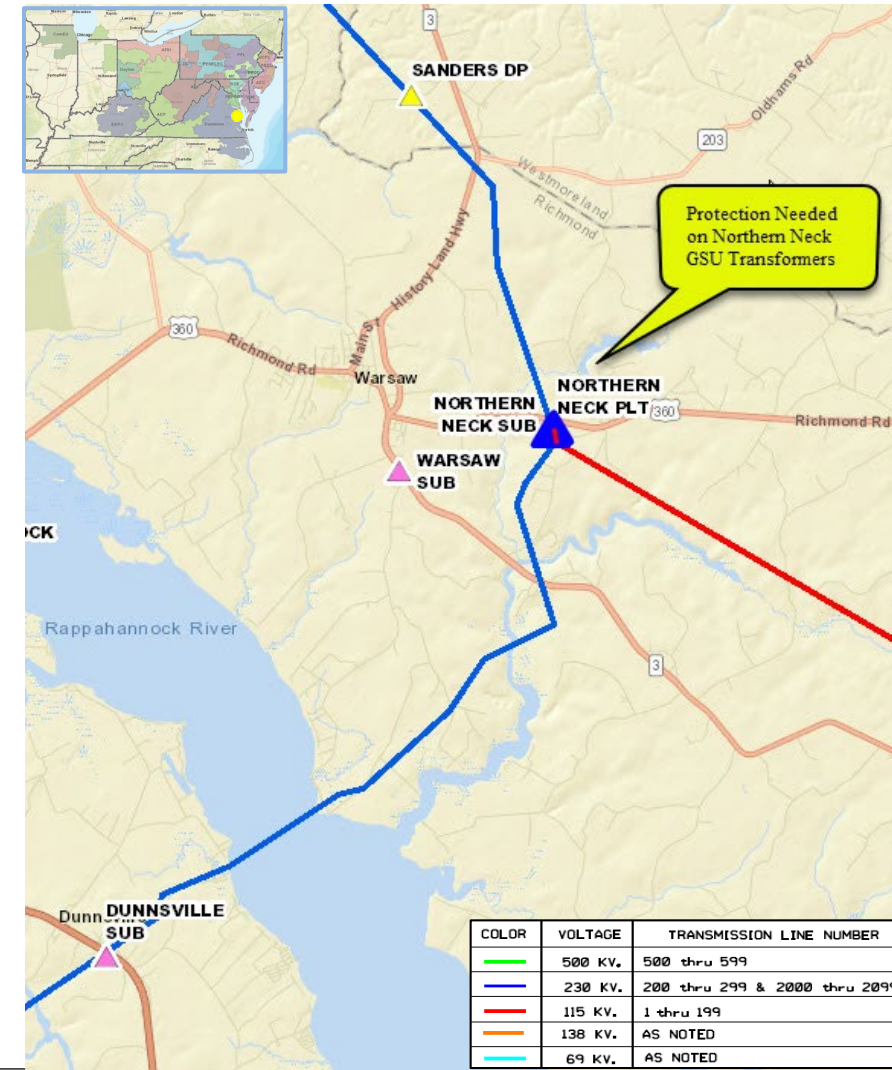 3
SANDERS DP
Oldhams Rd
203
Westmoreland
Richmond
Protection Needed
on Northern Neck
GSU Transformers
History Land Hwy
Main St
360
Richmond Rd
Warsaw
NORTHERN
NECK SUB
NORTHERN
NECK PLT
360
Richmond Rd
WARSAW
SUB
CK
Rappahannock River
3
Dunnsville
DUNNSVILLE
SUB
COLOR VOLTAGE TRANSMISSION LINE NUMBER
500 KV. 500 thru 599
230 KV. 200 thru 299 & 2000 thru 2099
115 KV. 1 thru 199
138 KV. AS NOTED
69 KV. AS NOTED